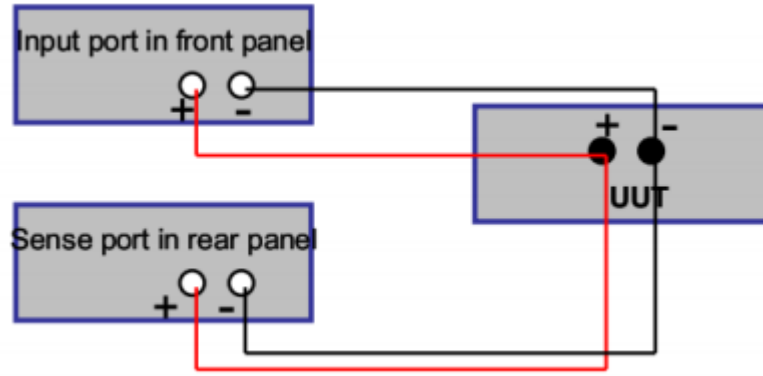 Input port in front panel
+ -
+ -
UUT
Sense port in rear panel
+ -